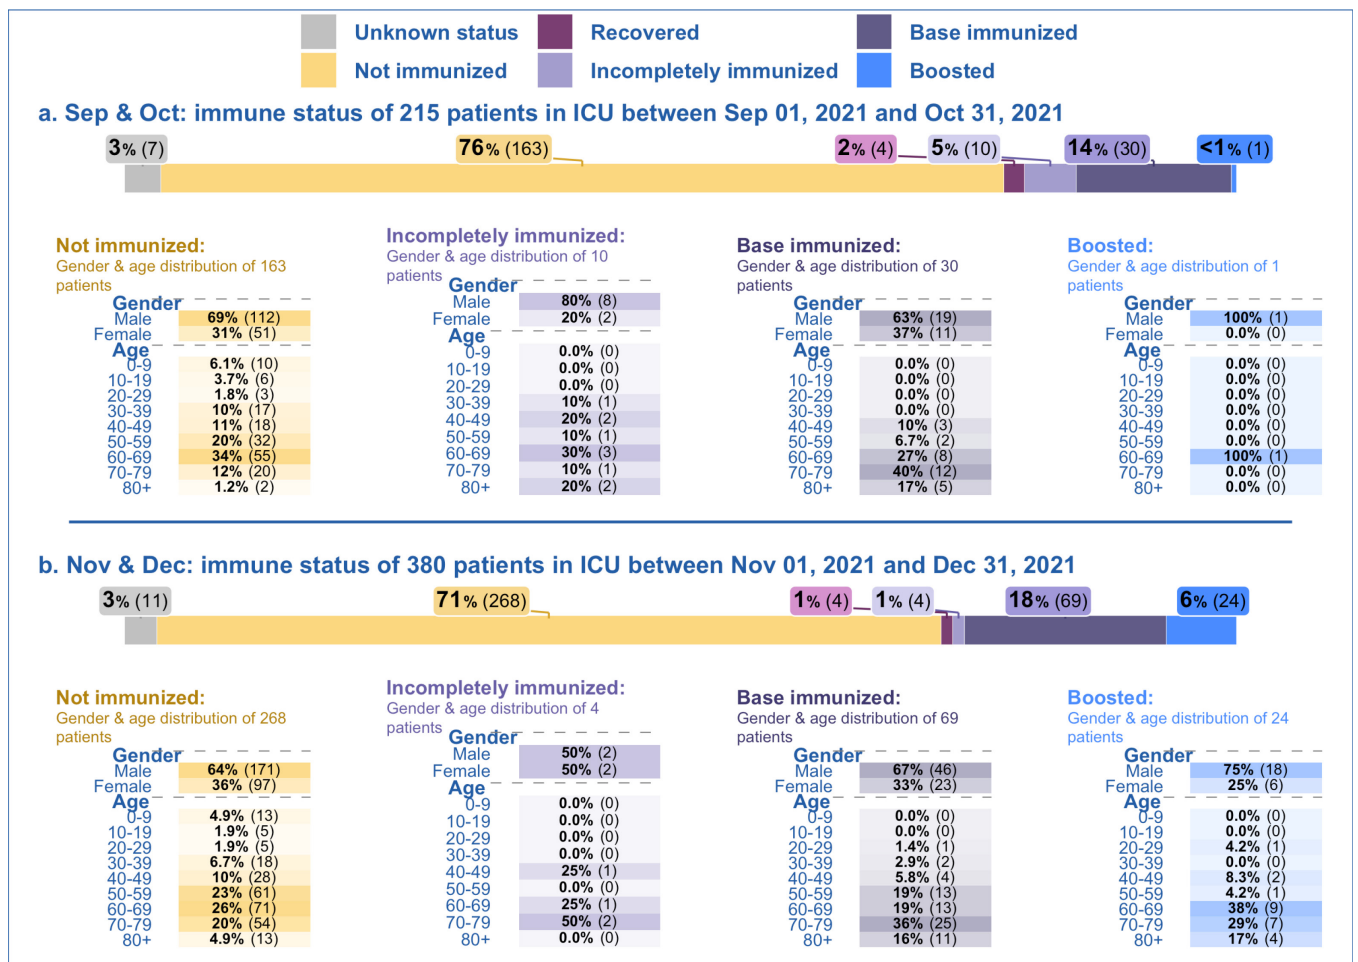 Unknown status
Recovered
Base immunized
Not immunized
Incompletely immunized
Boosted
a. Sep & Oct: immune status of 215 patients in ICU between Sep 01, 2021 and Oct 31, 2021
3% (7)
76% (163)
2% (4)
5% (10)
14% (30)
<1% (1)
Not immunized:
Gender & age distribution of 163
patients
Gender
Male 69% (112)
Female 31% (51)
Age
0-9 6.1% (10)
10-19 3.7% (6)
20-29 1.8% (3)
30-39 10% (17)
40-49 11% (18)
50-59 20% (32)
60-69 34% (55)
70-79 12% (20)
80+ 1.2% (2)
Incompletely immunized:
Gender & age distribution of 10
patients
Gender
Male 80% (8)
Female 20% (2)
Age
0-9 0.0% (0)
10-19 0.0% (0)
20-29 0.0% (0)
30-39 10% (1)
40-49 20% (2)
50-59 10% (1)
60-69 30% (3)
70-79 10% (1)
80+ 20% (2)
Base immunized:
Gender & age distribution of 30
patients
Gender
Male 63% (19)
Female 37% (11)
Age
0-9 0.0% (0)
10-19 0.0% (0)
20-29 0.0% (0)
30-39 0.0% (0)
40-49 10% (3)
50-59 6.7% (2)
60-69 27% (8)
70-79 40% (12)
80+ 17% (5)
Boosted:
Gender & age distribution of 1
patients
Gender
Male 100% (1)
Female 0.0% (0)
Age
0-9 0.0% (0)
10-19 0.0% (0)
20-29 0.0% (0)
30-39 0.0% (0)
40-49 0.0% (0)
50-59 0.0% (0)
60-69 100% (1)
70-79 0.0% (0)
80+ 0.0% (0)
b. Nov & Dec: immune status of 380 patients in ICU between Nov 01, 2021 and Dec 31, 2021
3% (11)
71% (268)
1% (4)
1% (4)
18% (69)
6% (24)
Not immunized:
Gender & age distribution of 268
patients
Gender
Male 64% (171)
Female 36% (97)
Age
0-9 4.9% (13)
10-19 1.9% (5)
20-29 1.9% (5)
30-39 6.7% (18)
40-49 10% (28)
50-59 23% (61)
60-69 26% (71)
70-79 20% (54)
80+ 4.9% (13)
Incompletely immunized:
Gender & age distribution of 4
patients
Gender
Male 50% (2)
Female 50% (2)
Age
0-9 0.0% (0)
10-19 0.0% (0)
20-29 0.0% (0)
30-39 0.0% (0)
40-49 25% (1)
50-59 0.0% (0)
60-69 25% (1)
70-79 50% (2)
80+ 0.0% (0)
Base immunized:
Gender & age distribution of 69
patients
Gender
Male 67% (46)
Female 33% (23)
Age
0-9 0.0% (0)
10-19 0.0% (0)
20-29 1.4% (1)
30-39 2.9% (2)
40-49 5.8% (4)
50-59 19% (13)
60-69 19% (13)
70-79 36% (25)
80+ 16% (11)
Boosted:
Gender & age distribution of 24
patients
Gender
Male 75% (18)
Female 25% (6)
Age
0-9 0.0% (0)
10-19 0.0% (0)
20-29 4.2% (1)
30-39 0.0% (0)
40-49 8.3% (2)
50-59 4.2% (1)
60-69 38% (9)
70-79 29% (7)
80+ 17% (4)